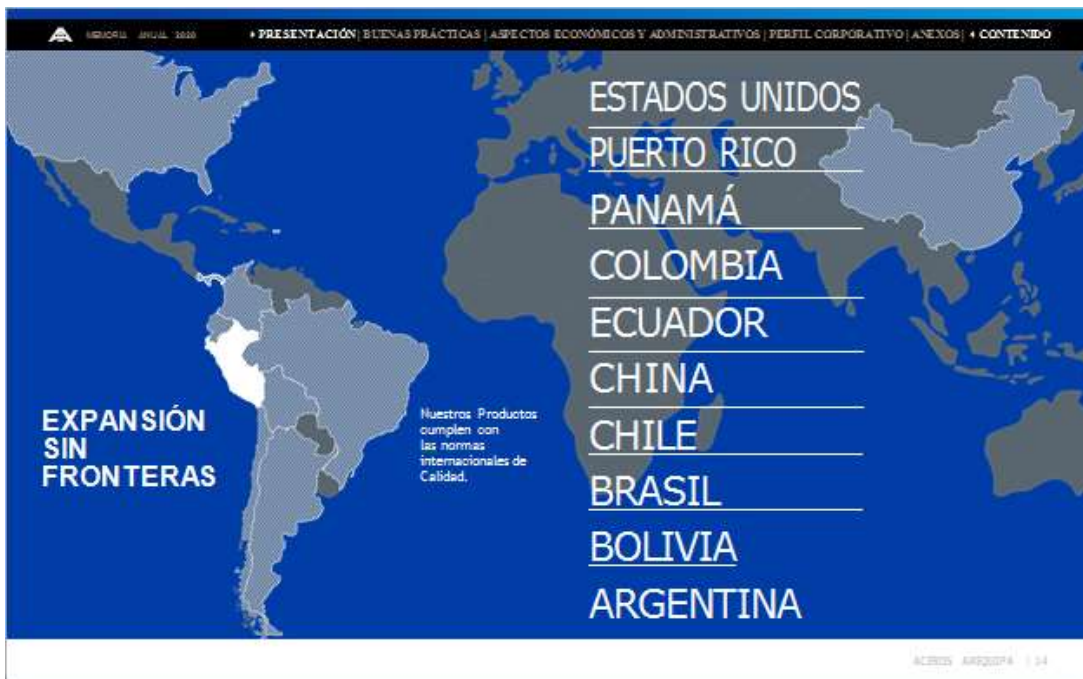 MEMORIA ANUAL 2020
PRESENTACIÓN | BUENAS PRÁCTICAS | ASPECTOS ECONÓMICOS Y ADMINISTRATIVOS | PERFIL CORPORATIVO | ANEXOS | CONTENIDO
ESTADOS UNIDOS
PUERTO RICO
PANAMÁ
COLOMBIA
ECUADOR
CHINA
CHILE
BRASIL
BOLIVIA
ARGENTINA
EXPANSIÓN
SIN
FRONTERAS
Nuestros Productos
cumplen con
las normas
internacionales de
Calidad.
ACEROS AREQUIPA | 14